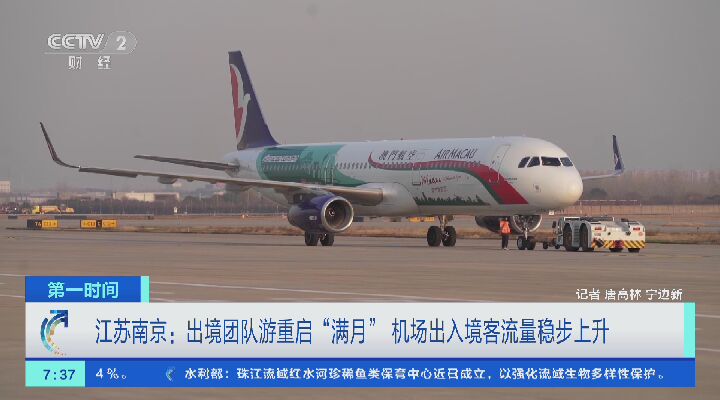 CCTV 2
财经
澳門航空 AIRMACAU
Macau
记者 唐高林 宁边新
第一时间
江苏南京：出境团队游重启“满月” 机场出入境客流量稳步上升
7:37 4%。 水利部：珠江流域红水河珍稀鱼类保育中心近日成立，以强化流域生物多样性保护。